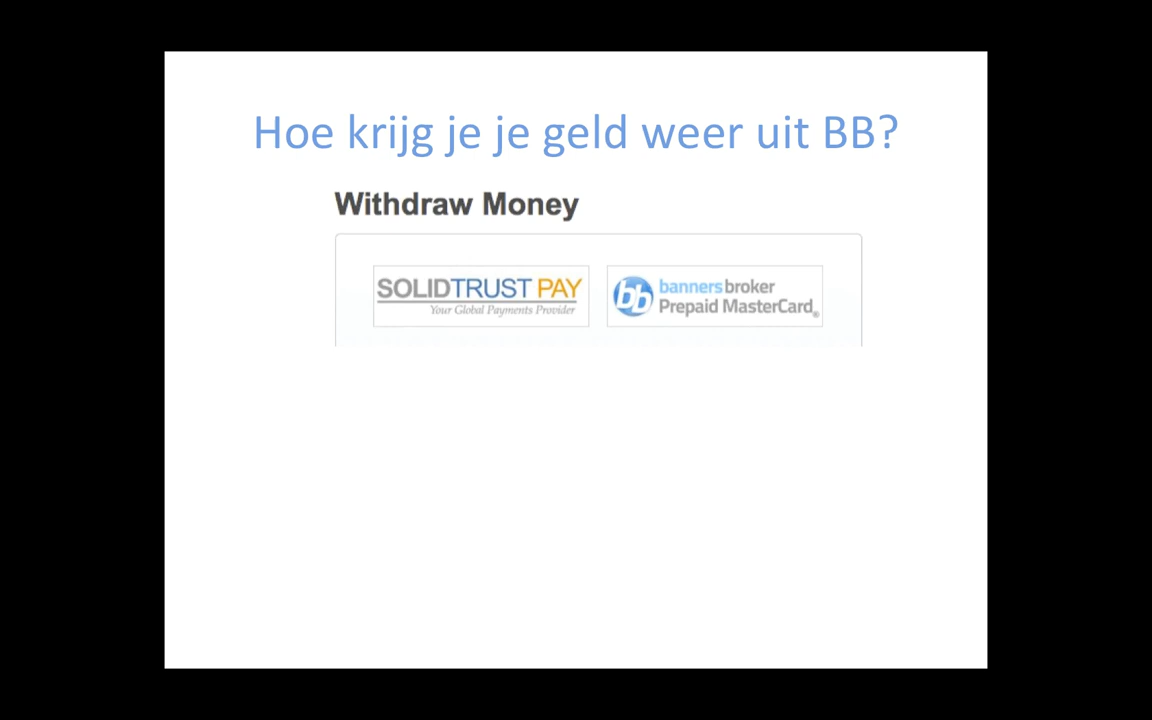 Hoe krijg je je geld weer uit BB?
Withdraw Money
SOLIDTRUST PAY
Your Global Payments Provider
bb bannersbroker
Prepaid MasterCard®